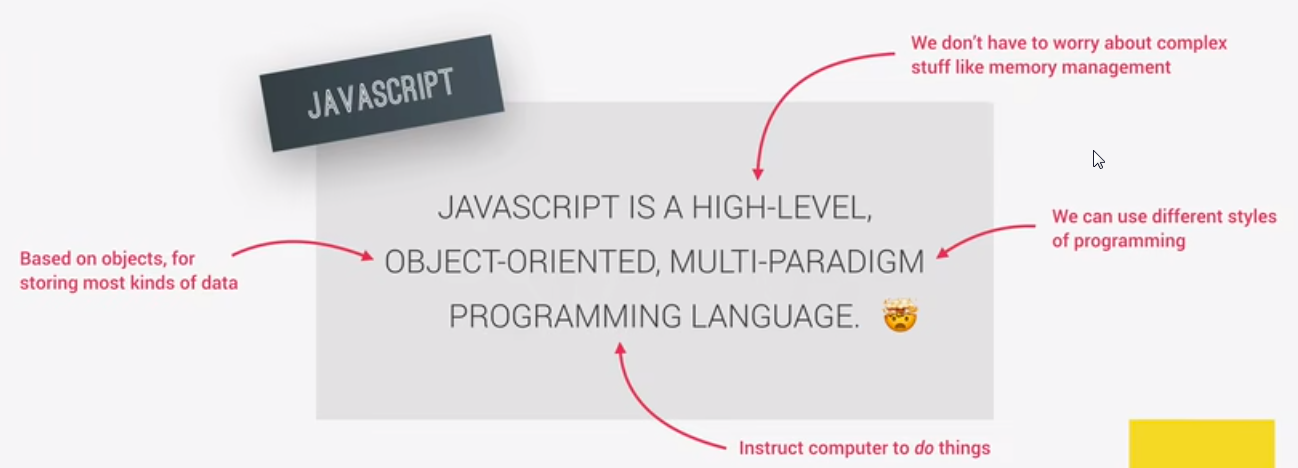 JAVASCRIPT
We don't have to worry about complex
stuff like memory management
JAVASCRIPT IS A HIGH-LEVEL,
OBJECT-ORIENTED, MULTI-PARADIGM
PROGRAMMING LANGUAGE. 🤯
We can use different styles
of programming
Based on objects, for
storing most kinds of data
Instruct computer to do things